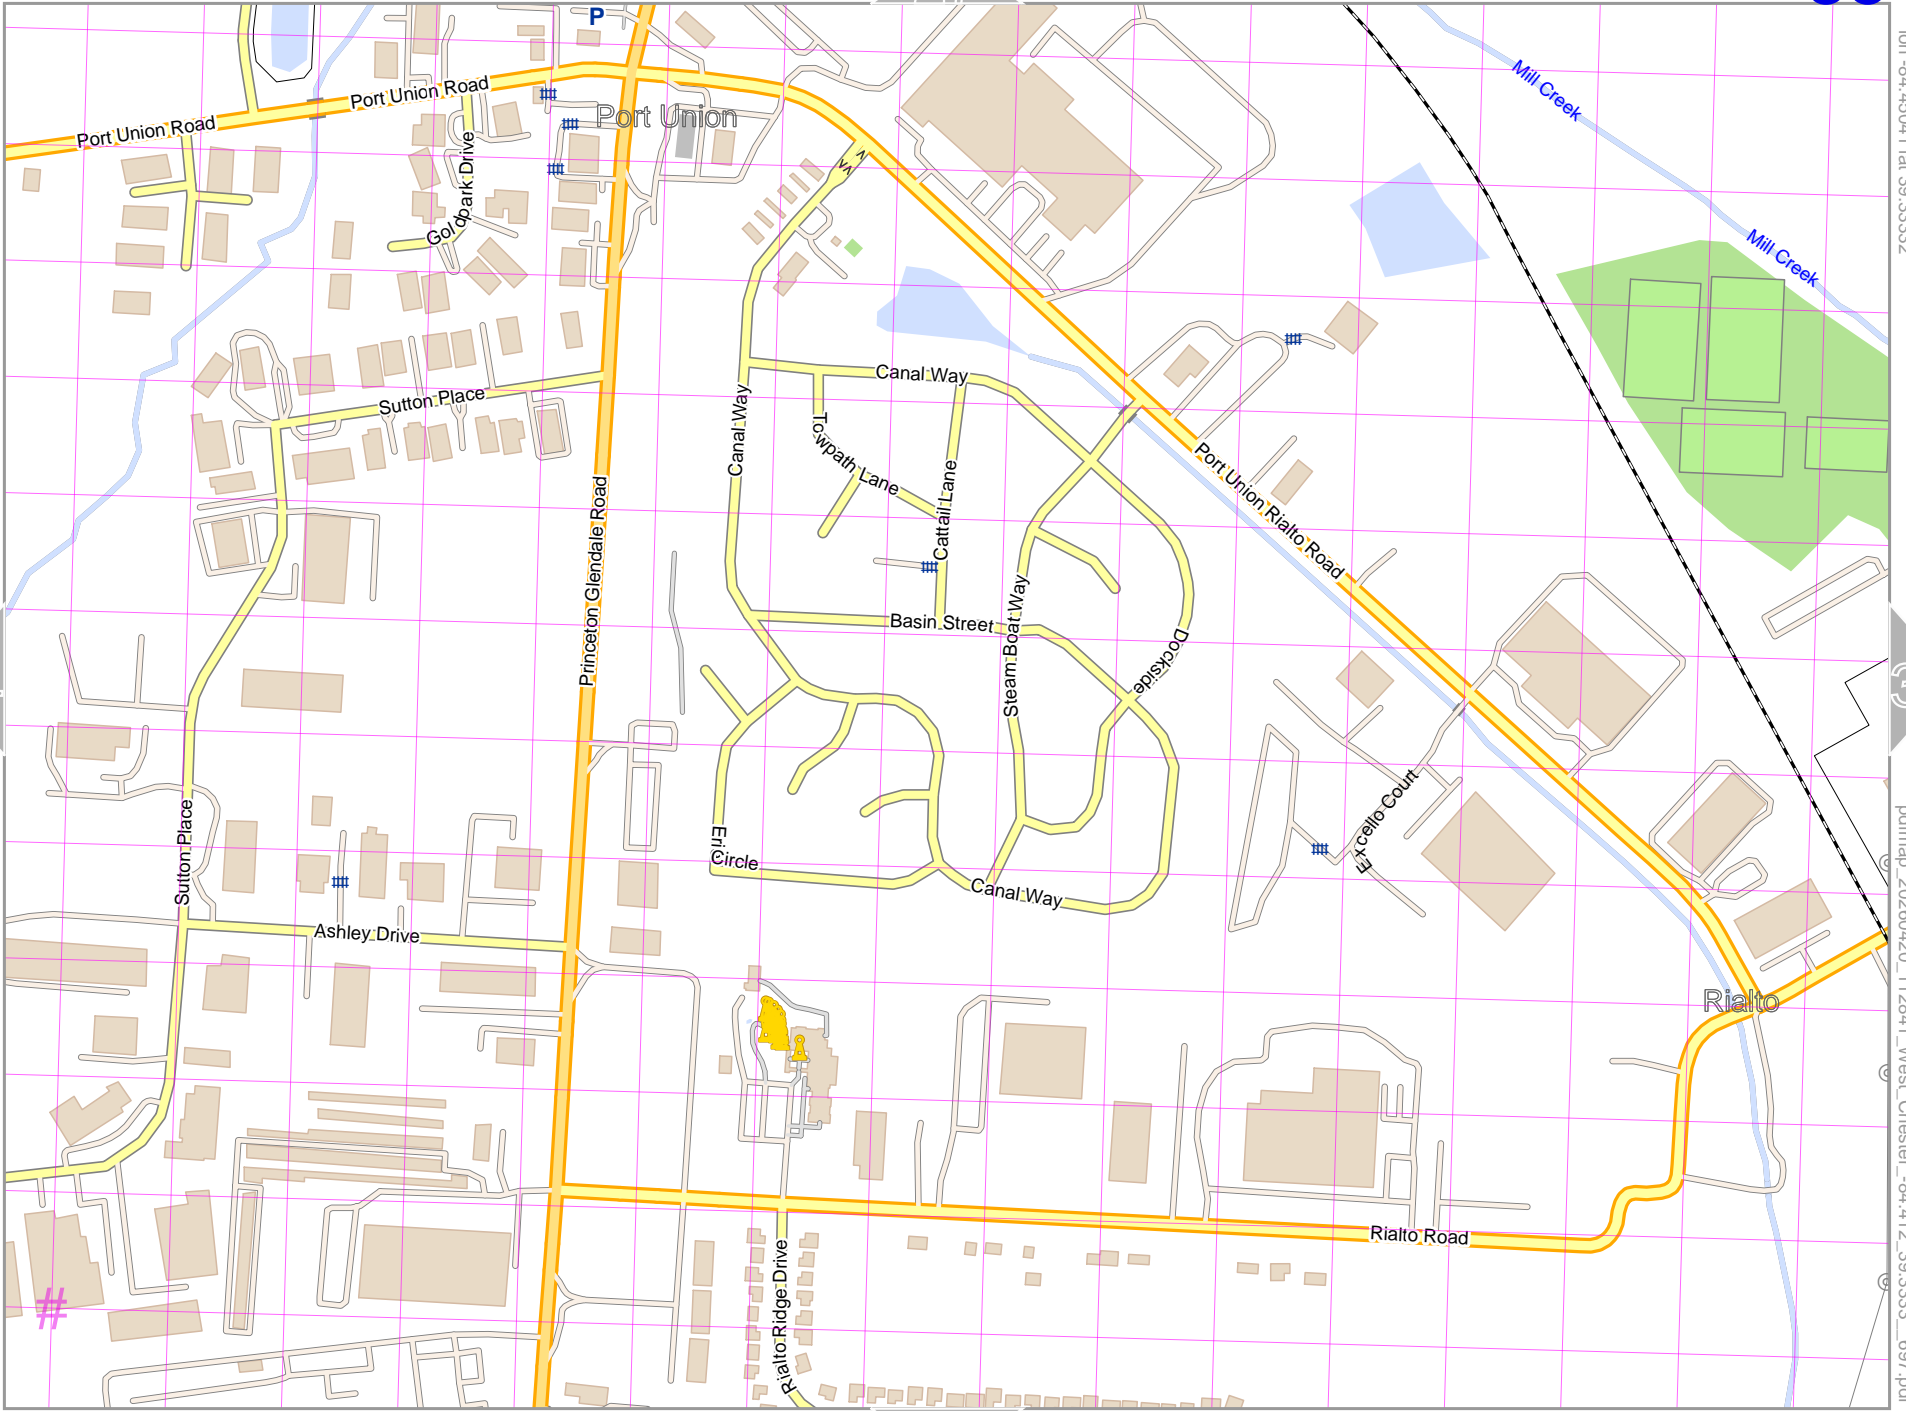 P
Mill Creek
Port Union Road
Port Union Road
Port Union
Goldpark Drive
Mill Creek
Canal Way
Sutton Place
Canal Way
Towpath Lane
Cattail Lane
Port Union Rialto Road
Princeton Glendale Road
Basin Street
Steam Boat Way
Dockside
Sutton Place
Excello Court
Circle
Canal Way
Ashley Drive
Rialto
Rialto Road
Rialto Ridge Drive
#